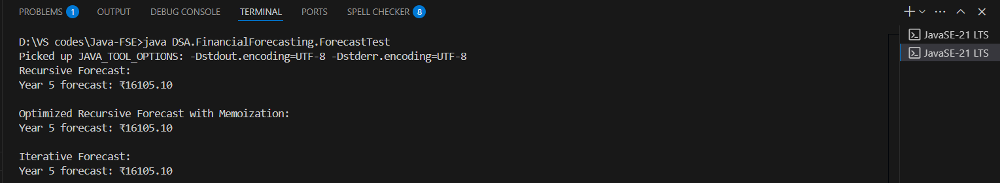 PROBLEMS 1 OUTPUT DEBUG CONSOLE TERMINAL PORTS SPELL CHECKER 8
D:\VS codes\Java-FSE>java DSA.FinancialForecasting.ForecastTest
Picked up JAVA_TOOL_OPTIONS: -Dstdout.encoding=UTF-8 -Dstderr.encoding=UTF-8
Recursive Forecast:
Year 5 forecast: ₹16105.10
Optimized Recursive Forecast with Memoization:
Year 5 forecast: ₹16105.10
Iterative Forecast:
Year 5 forecast: ₹16105.10
JavaSE-21 LTS
JavaSE-21 LTS